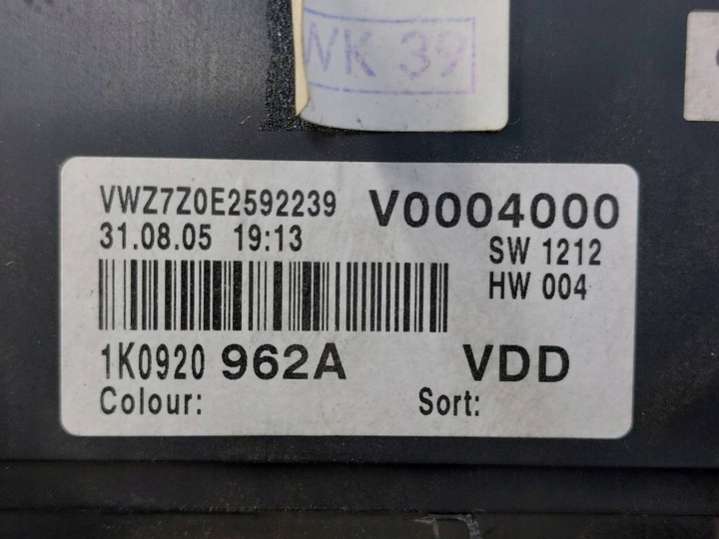 WK 39
VWZ7Z0E2592239 V0004000
31.08.05 19:13 SW 1212
HW 004
1K0920 962A VDD
Colour: Sort: